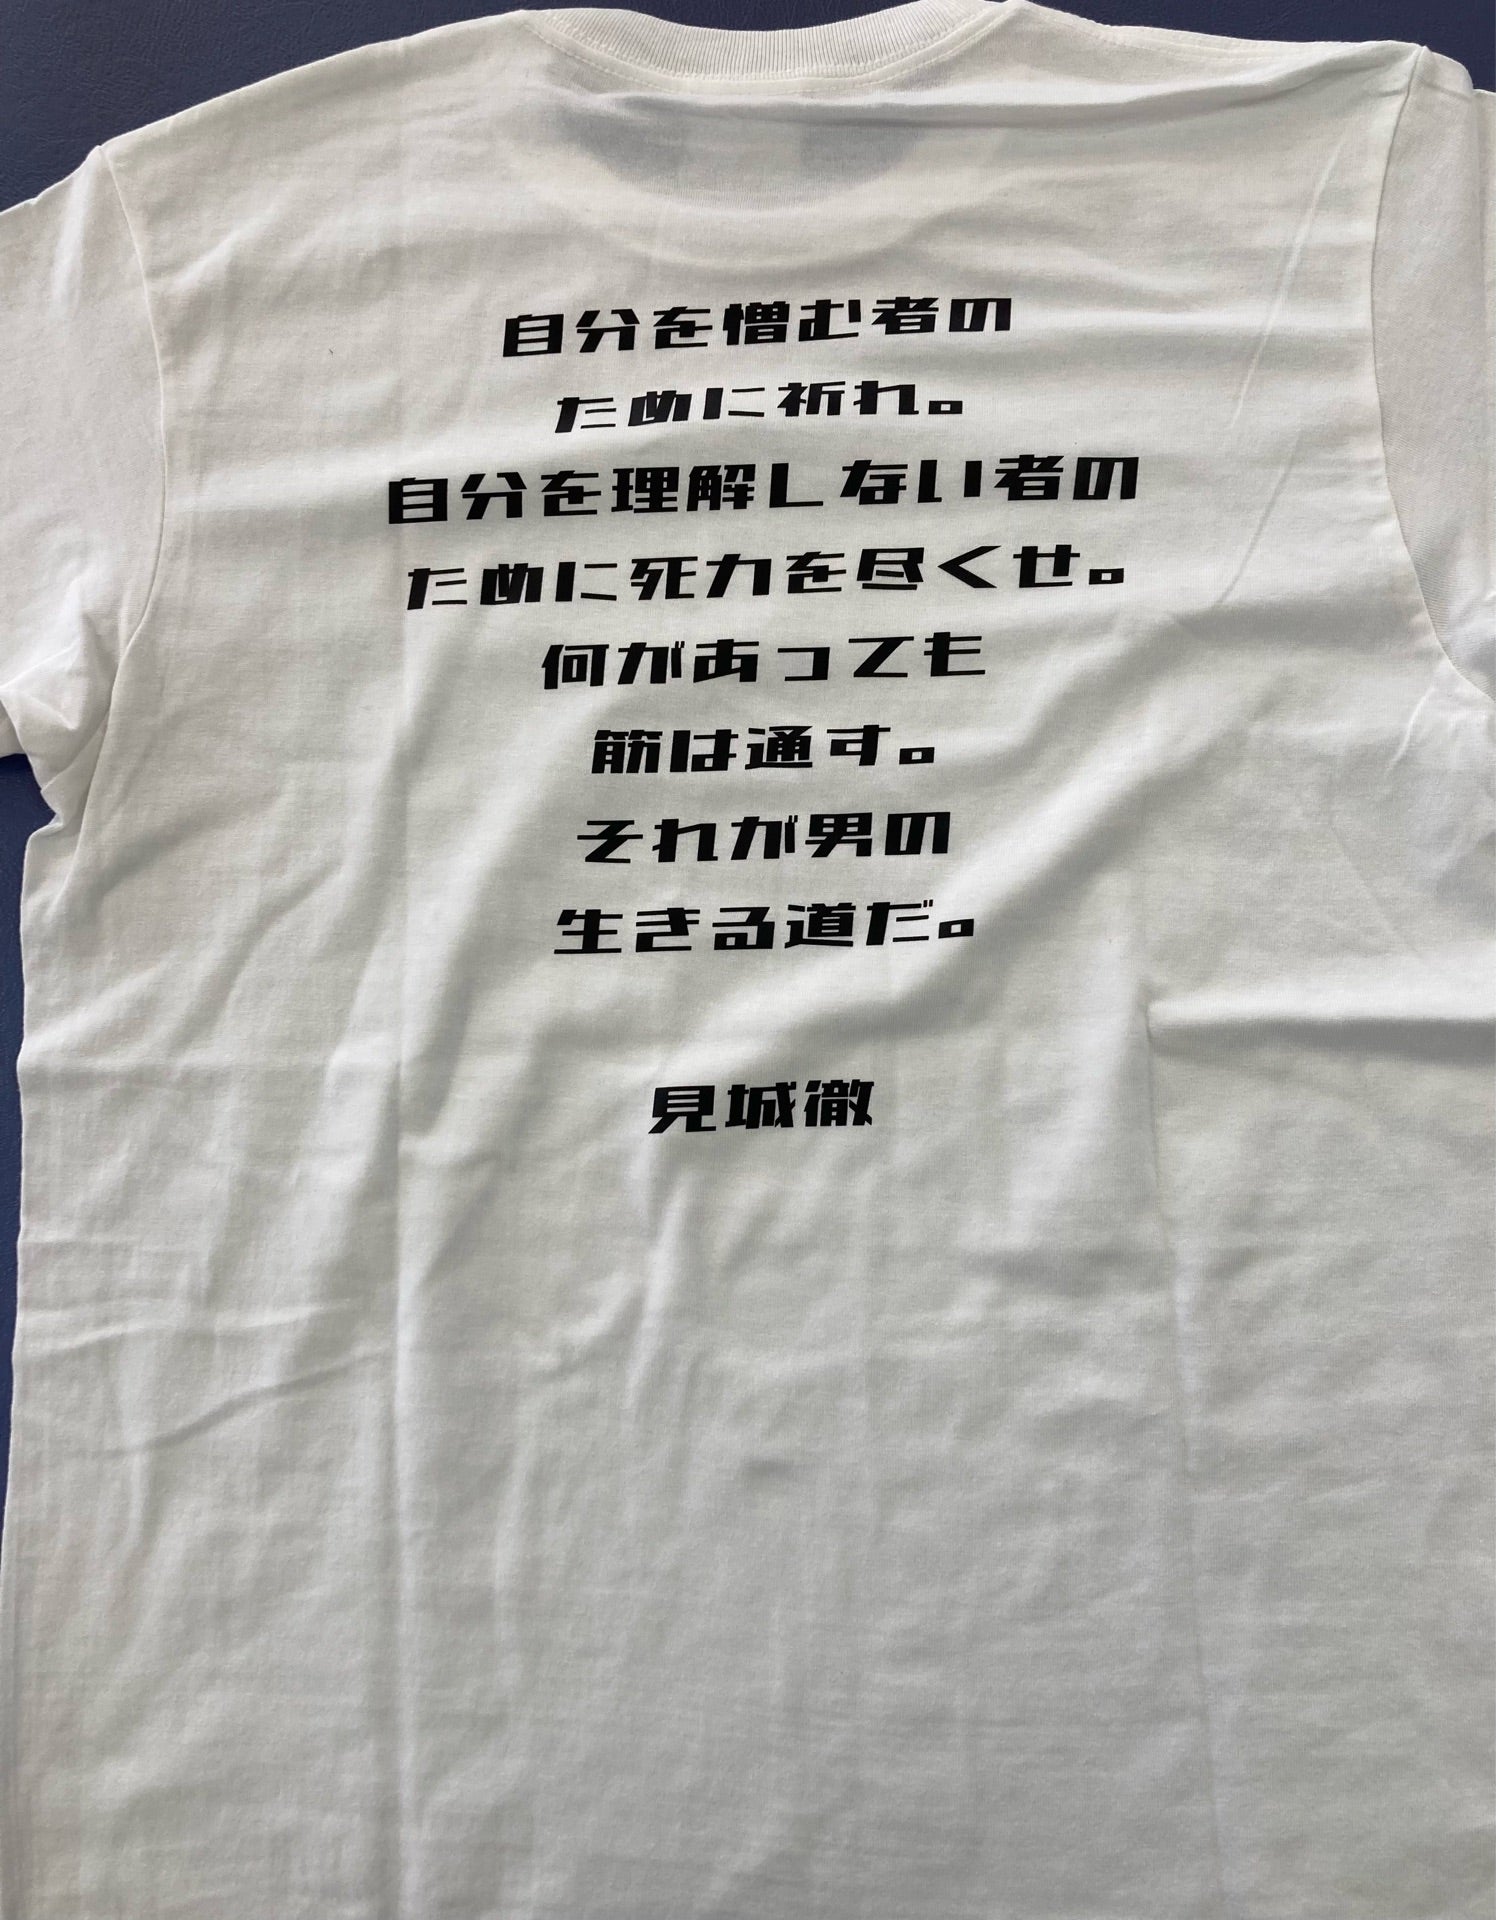 自分を憎む者の
ために祈れ。
自分を理解しない者の
ために死力を尽くせ。
何があっても
筋は通す。
それが男の
生きる道だ。
見城徹